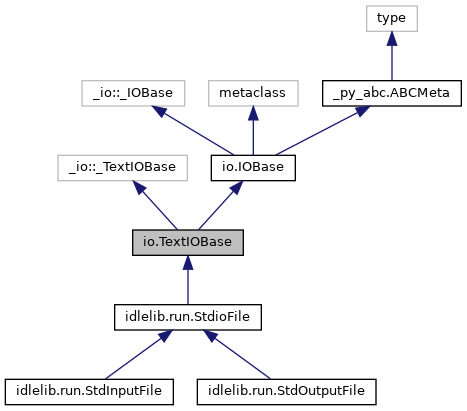 type
_io::_IOBase
metaclass
_py_abc.ABCMeta
_io::_TextIOBase
io.IOBase
io.TextIOBase
idlelib.run.StdioFile
idlelib.run.StdInputFile
idlelib.run.StdOutputFile